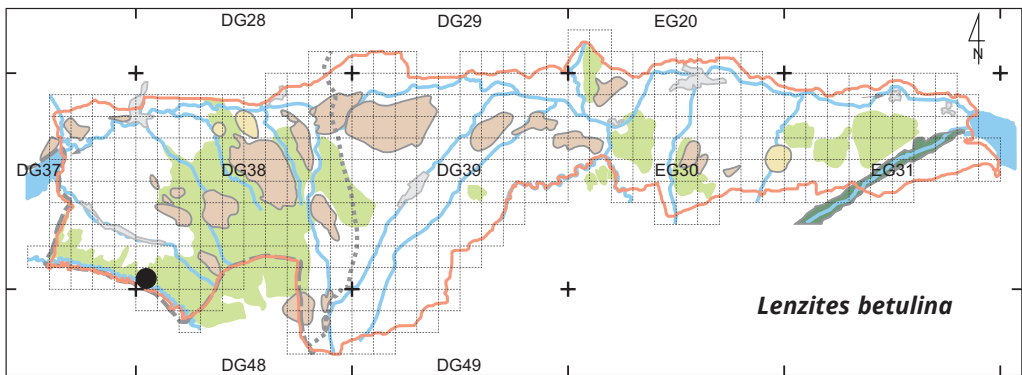 DG28 DG29 EG20
N
DG37 DG38 DG39 EG30 EG31
Lenzites betulina
DG48 DG49